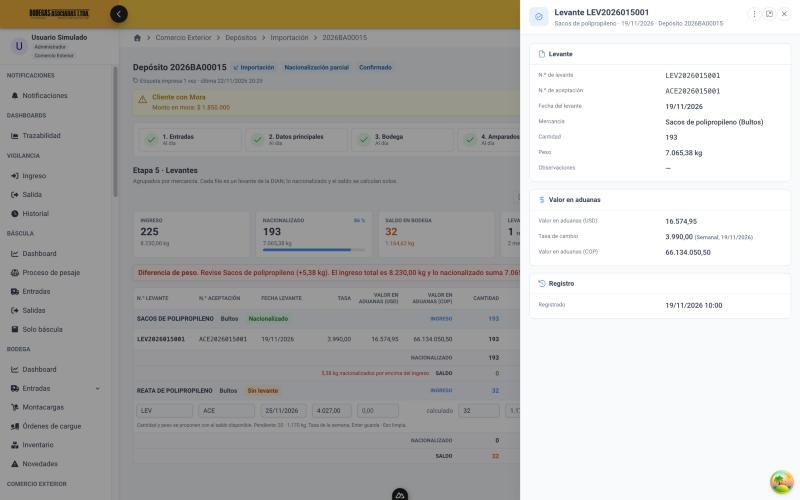 BODEGAS ASOCIADAS LTDA.
U
Usuario Simulado
Administrador
Comercio Exterior
NOTIFICACIONES
Notificaciones
DASHBOARDS
Trazabilidad
VIGILANCIA
Ingreso
Salida
Historial
BÁSCULA
Dashboard
Proceso de pesaje
Entradas
Salidas
Solo báscula
BODEGA
Dashboard
Entradas
Montacargas
Órdenes de cargue
Inventario
Novedades
COMERCIO EXTERIOR
Comercio Exterior > Depósitos > Importación > 2026BA00015
Depósito 2026BA00015 Importación Nacionalización parcial Confirmado
Etiqueta impresa 1 vez · última 22/11/2026 20:29
Cliente con Mora
Monto en mora: $ 1.850.000
1. Entradas
Al día
2. Datos principales
Al día
3. Bodega
Al día
4. Amparados
Al día
Etapa 5 · Levantes
Agrupados por mercancía. Cada fila es un levante de la DIAN; lo nacionalizado y el saldo se calculan solos.
INGRESO
225
8.230,00 kg
NACIONALIZADO 86 %
193
7.065,38 kg
SALDO EN BODEGA
32
1.164,62 kg
LEVA
1
2 me
Diferencia de peso. Revise Sacos de polipropileno (+5,38 kg). El ingreso total es 8.230,00 kg y lo nacionalizado suma 7.065
N.° LEVANTE N.° ACEPTACIÓN FECHA LEVANTE TASA VALOR EN ADUANAS (USD) VALOR EN ADUANAS (COP) CANTIDAD
SACOS DE POLIPROPILENO Bultos Nacionalizado INGRESO 193
LEV2026015001 ACE2026015001 19/11/2026 3.990,00 16.574,95 66.134.050,50 193
NACIONALIZADO 193
5,38 kg nacionalizados por encima del ingreso SALDO 0
REATA DE POLIPROPILENO Bultos Sin levante INGRESO 32
LEV ACE 25/11/2026 4.027,00 0,00 calculado 32
Cantidad y peso se proponen con el saldo disponible. Pendiente: 32 · 1.170 kg. Tasa de la semana. Enter guarda · Esc limpia.
NACIONALIZADO 0
SALDO 32
Levante LEV2026015001
Sacos de polipropileno · 19/11/2026 · Depósito 2026BA00015
Levante
N.° de levante LEV2026015001
N.° de aceptación ACE2026015001
Fecha del levante 19/11/2026
Mercancía Sacos de polipropileno (Bultos)
Cantidad 193
Peso 7.065,38 kg
Observaciones —
Valor en aduanas
Valor en aduanas (USD) 16.574,95
Tasa de cambio 3.990,00 (Semanal, 19/11/2026)
Valor en aduanas (COP) 66.134.050,50
Registro
Registrado 19/11/2026 10:00